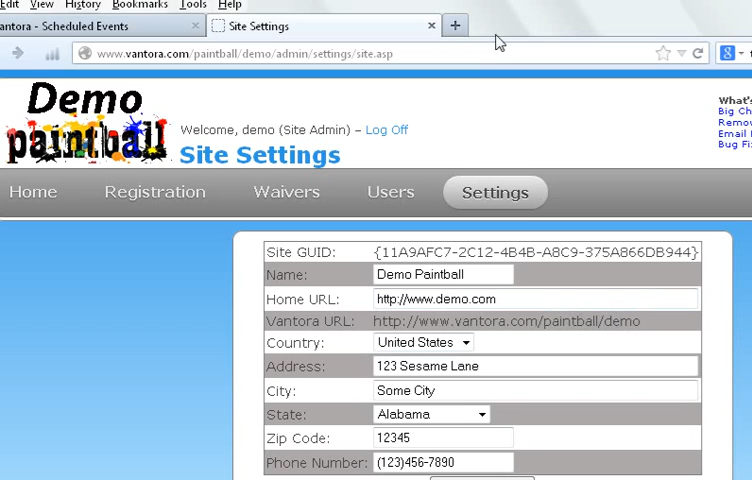 Edit View History Bookmarks Tools Help
antora - Scheduled Events × Site Settings × +
www.vantora.com/paintball/demo/admin/settings/site.asp
Demo
paintball
Welcome, demo (Site Admin) – Log Off
Site Settings
What's
Big Ch
Remov
Email
Bug Fi
Home Registration Waivers Users Settings
Site GUID: {11A9AFC7-2C12-4B4B-A8C9-375A866DB944}
Name: Demo Paintball
Home URL: http://www.demo.com
Vantora URL: http://www.vantora.com/paintball/demo
Country: United States
Address: 123 Sesame Lane
City: Some City
State: Alabama
Zip Code: 12345
Phone Number: (123)456-7890